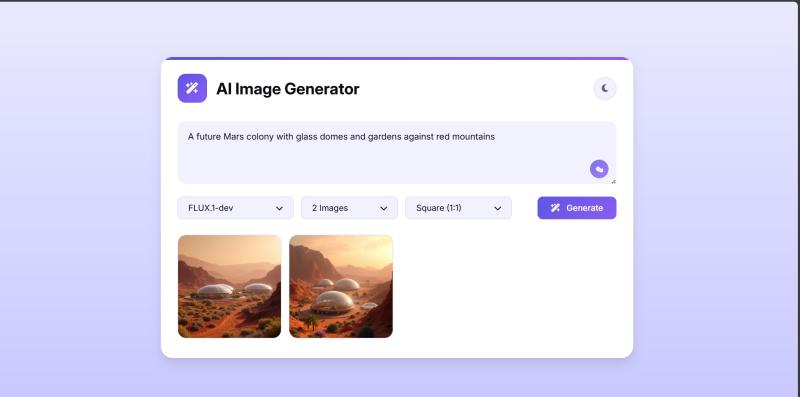 AI Image Generator
A future Mars colony with glass domes and gardens against red mountains
FLUX.1-dev
2 Images
Square (1:1)
Generate